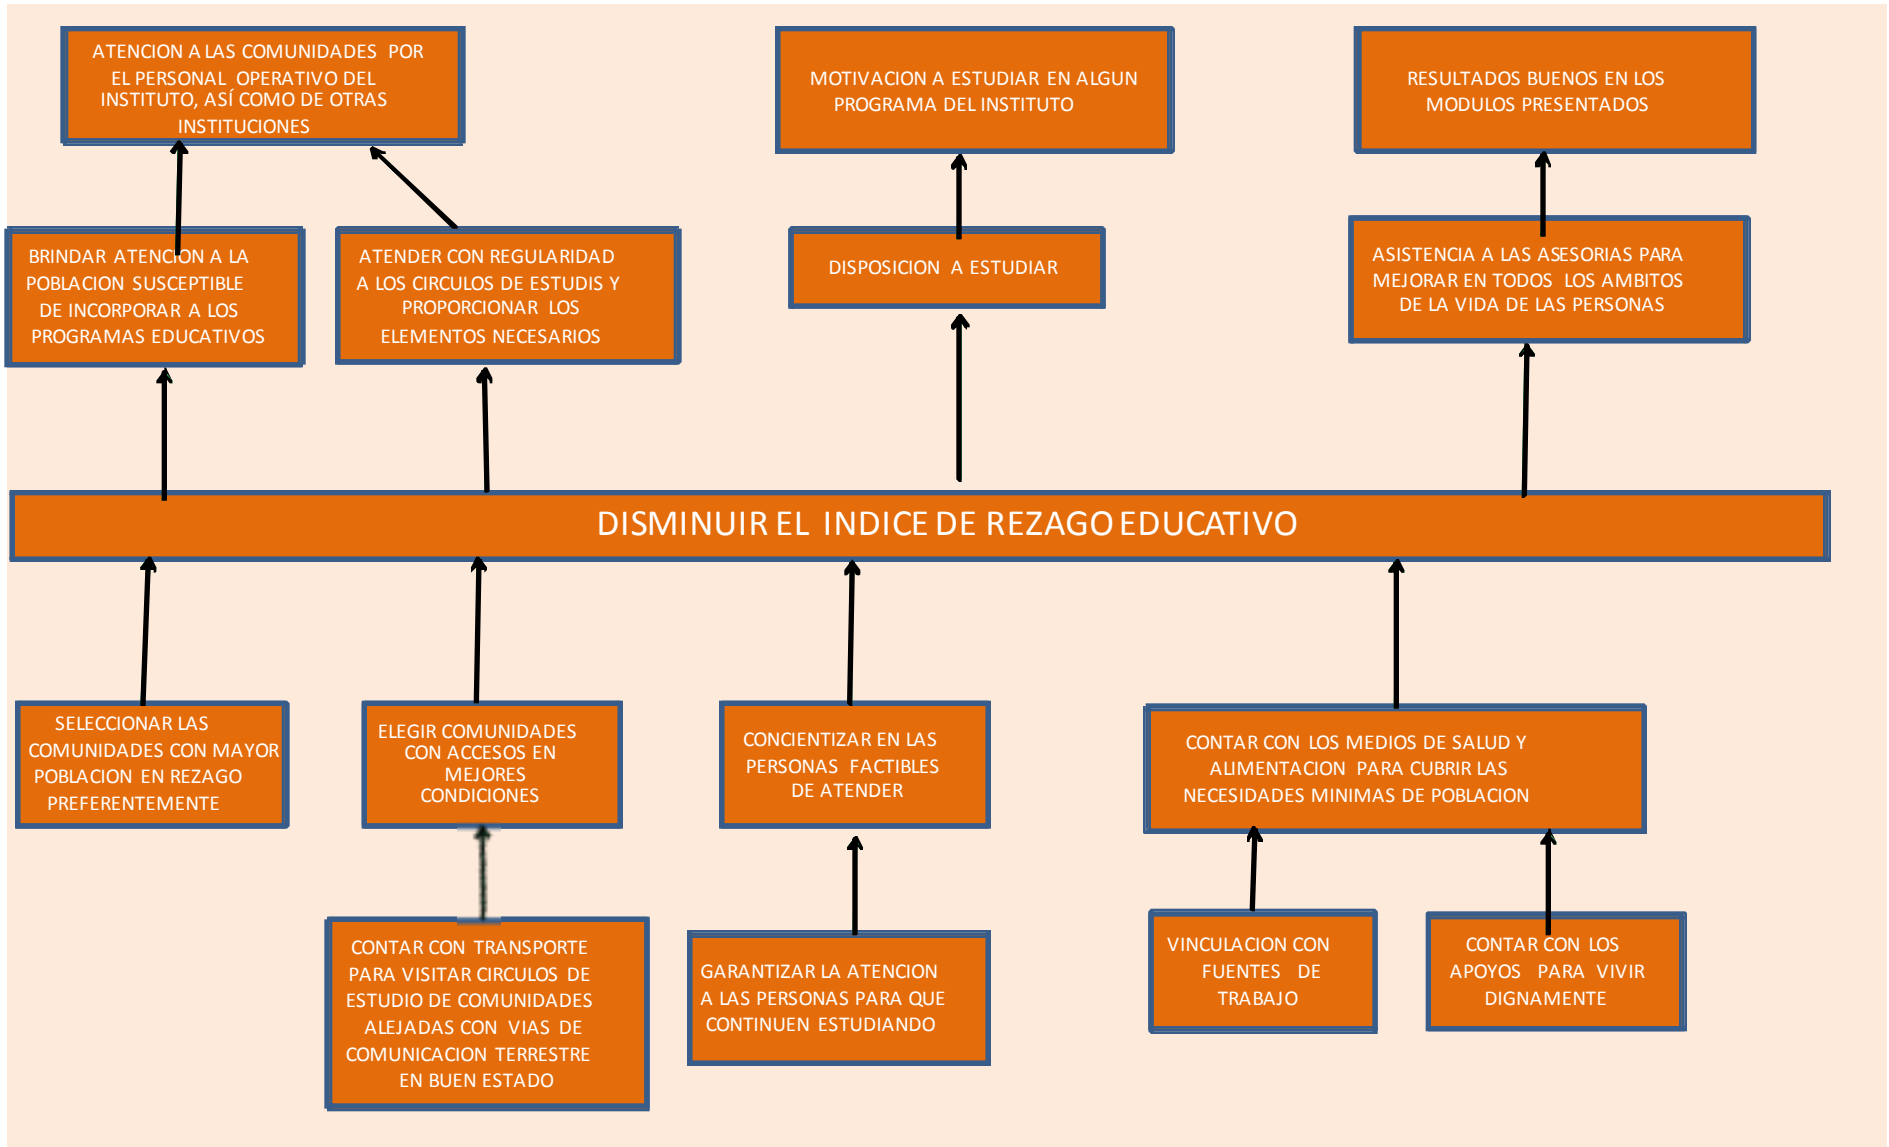 ATENCION A LAS COMUNIDADES POR
EL PERSONAL OPERATIVO DEL
INSTITUTO, ASÍ COMO DE OTRAS
INSTITUCIONES
MOTIVACION A ESTUDIAR EN ALGUN
PROGRAMA DEL INSTITUTO
RESULTADOS BUENOS EN LOS
MODULOS PRESENTADOS
BRINDAR ATENCION A LA
POBLACION SUSCEPTIBLE
DE INCORPORAR A LOS
PROGRAMAS EDUCATIVOS
ATENDER CON REGULARIDAD
A LOS CIRCULOS DE ESTUDIS Y
PROPORCIONAR LOS
ELEMENTOS NECESARIOS
DISPOSICION A ESTUDIAR
ASISTENCIA A LAS ASESORIAS PARA
MEJORAR EN TODOS LOS AMBITOS
DE LA VIDA DE LAS PERSONAS
DISMINUIR EL INDICE DE REZAGO EDUCATIVO
SELECCIONAR LAS
COMUNIDADES CON MAYOR
POBLACION EN REZAGO
PREFERENTEMENTE
ELEGIR COMUNIDADES
CON ACCESOS EN
MEJORES
CONDICIONES
CONCIENTIZAR EN LAS
PERSONAS FACTIBLES
DE ATENDER
CONTAR CON LOS MEDIOS DE SALUD Y
ALIMENTACION PARA CUBRIR LAS
NECESIDADES MINIMAS DE POBLACION
CONTAR CON TRANSPORTE
PARA VISITAR CIRCULOS DE
ESTUDIO DE COMUNIDADES
ALEJADAS CON VIAS DE
COMUNICACION TERRESTRE
EN BUEN ESTADO
GARANTIZAR LA ATENCION
A LAS PERSONAS PARA QUE
CONTINUEN ESTUDIANDO
VINCULACION CON
FUENTES DE
TRABAJO
CONTAR CON LOS
APOYOS PARA VIVIR
DIGNAMENTE